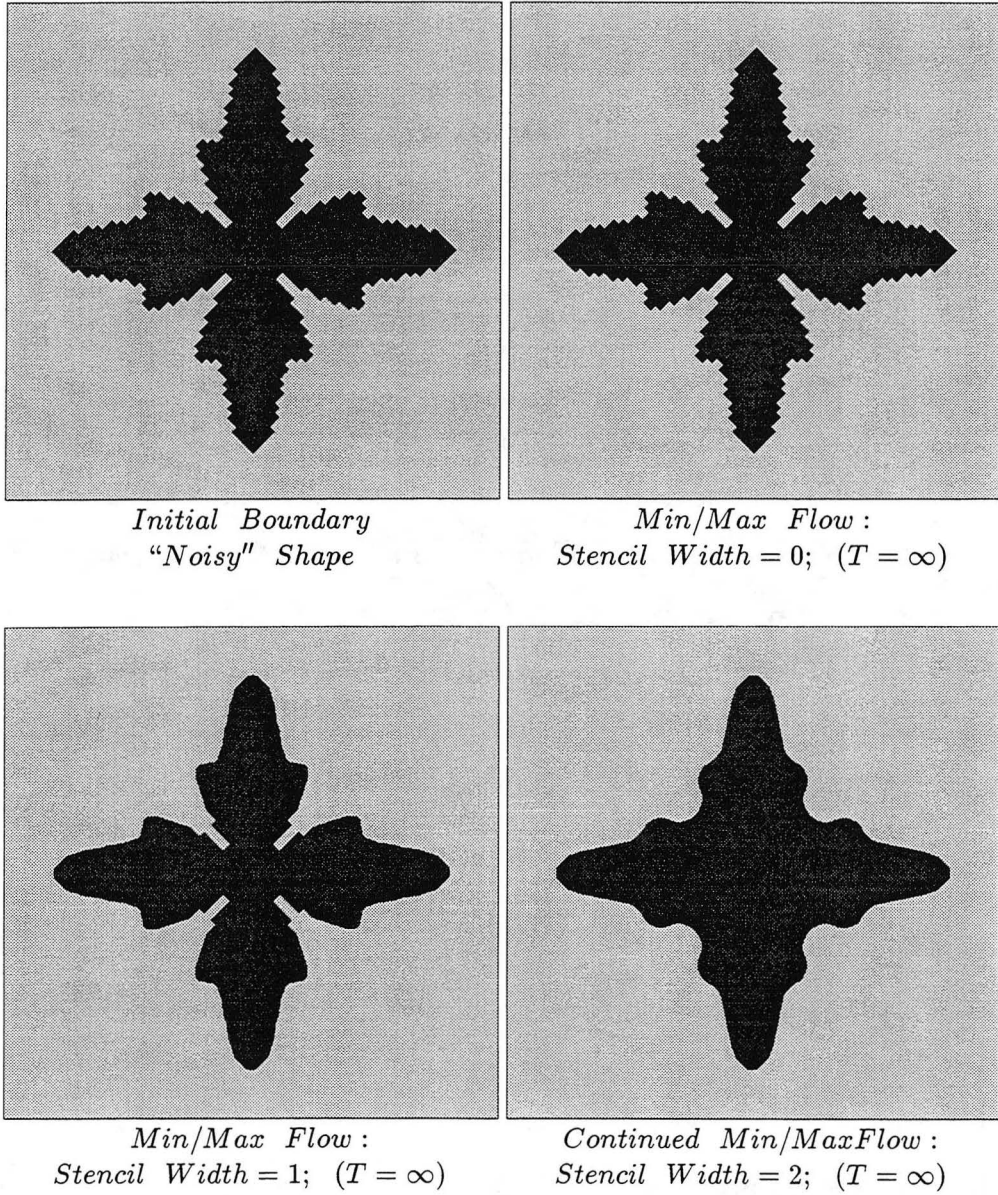 Initial Boundary
“Noisy" Shape
Min/Max Flow :
Stencil Width = 0; (T = ∞)
Min/Max Flow :
Stencil Width = 1; (T = ∞)
Continued Min/MaxFlow :
Stencil Width = 2; (T = ∞)